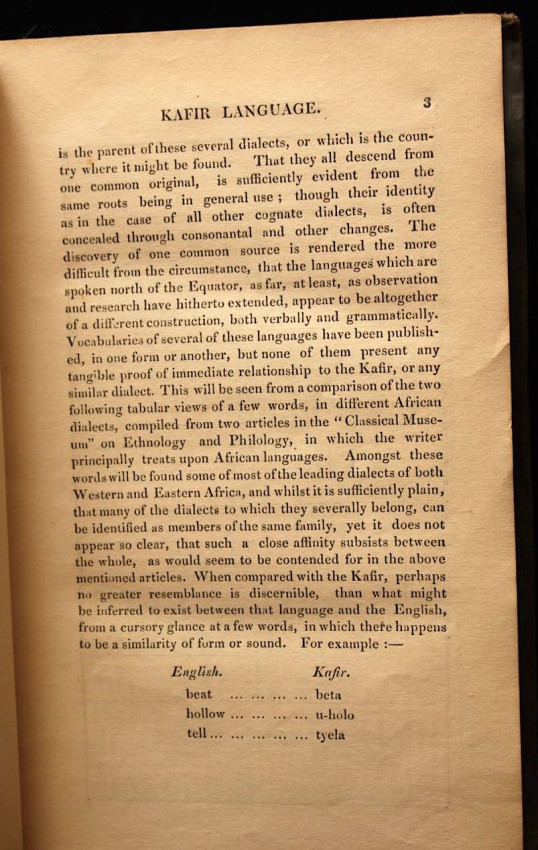 KAFIR LANGUAGE. 3
is the parent of these several dialects, or which is the coun-
try where it might be found. That they all descend from
one common original, is sufficiently evident from the
same roots being in general use ; though their identity
as in the case of all other cognate dialects, is often
concealed through consonantal and other changes. The
discovery of one common source is rendered the more
difficult from the circumstance, that the languages which are
spoken north of the Equator, as far, at least, as observation
and research have hitherto extended, appear to be altogether
of a different construction, both verbally and grammatically.
Vocabularies of several of these languages have been publish-
ed, in one form or another, but none of them present any
tangible proof of immediate relationship to the Kafir, or any
similar dialect. This will be seen from a comparison of the two
following tabular views of a few words, in different African
dialects, compiled from two articles in the "Classical Muse-
um" on Ethnology and Philology, in which the writer
principally treats upon African languages. Amongst these
words will be found some of most of the leading dialects of both
Western and Eastern Africa, and whilst it is sufficiently plain,
that many of the dialects to which they severally belong, can
be identified as members of the same family, yet it does not
appear so clear, that such a close affinity subsists between
the whole, as would seem to be contended for in the above
mentioned articles. When compared with the Kafir, perhaps
no greater resemblance is discernible, than what might
be inferred to exist between that language and the English,
from a cursory glance at a few words, in which there happens
to be a similarity of form or sound. For example :—
English. Kafir.
beat ... ... ... ... beta
hollow ... ... ... ... u-holo
tell ... ... ... ... ... tyela